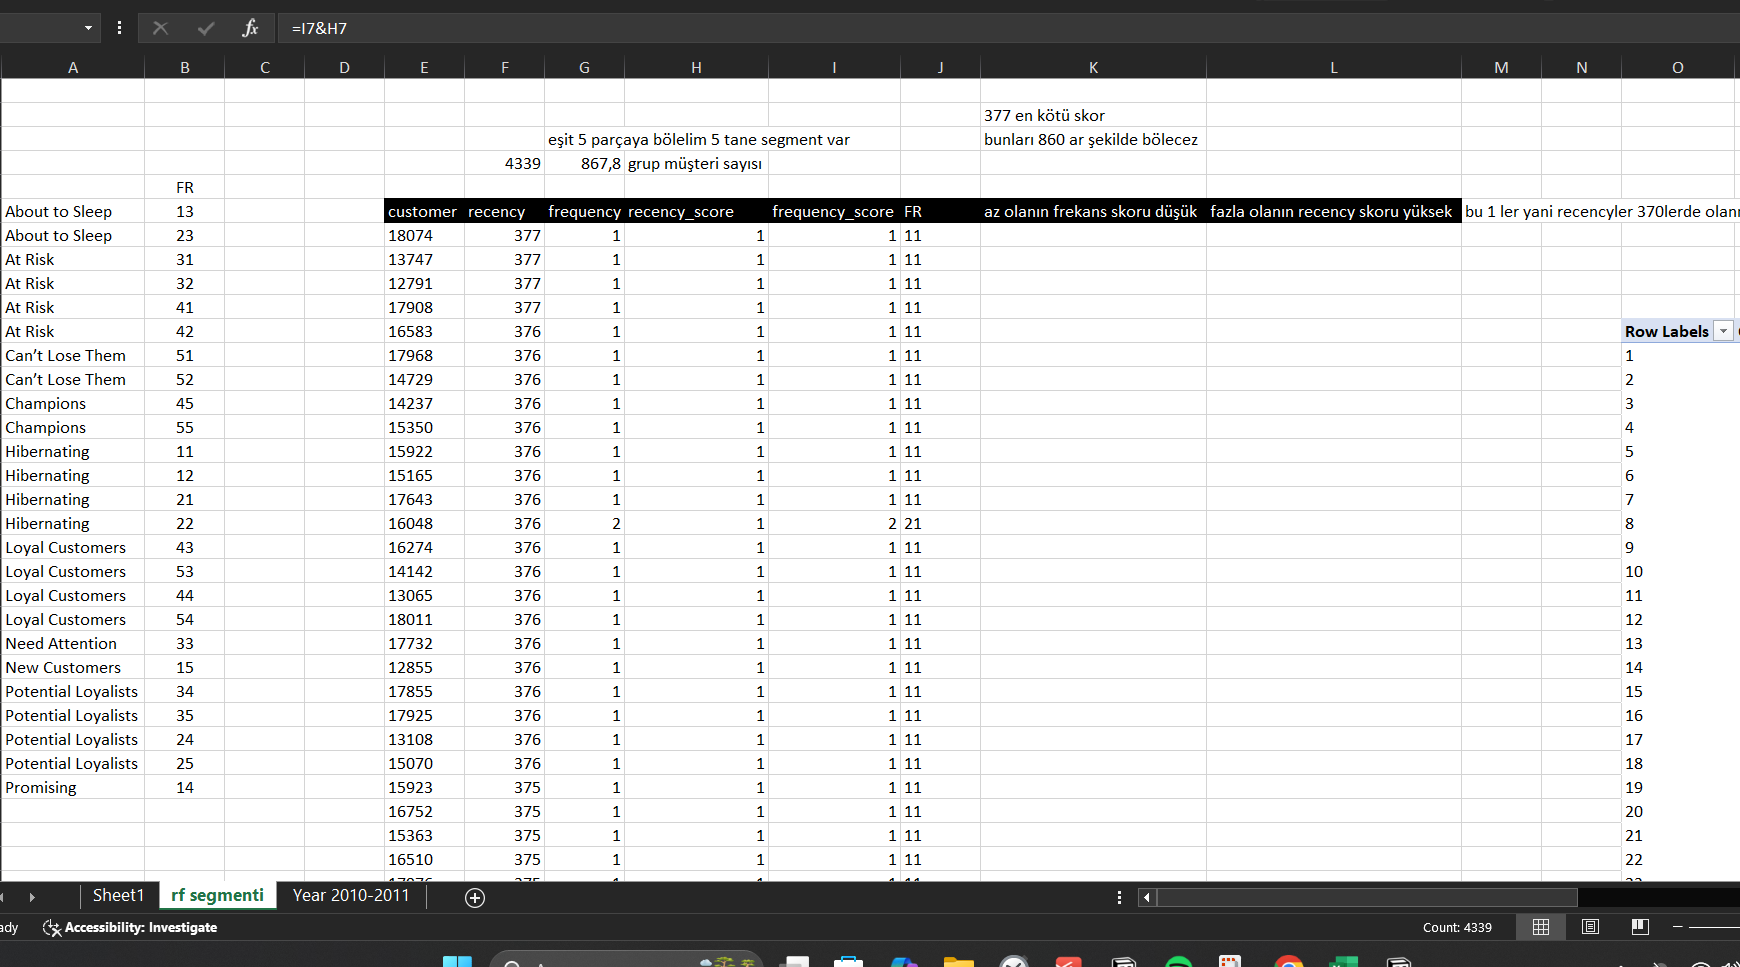 fx =I7&H7
A B C D E F G H I J K L M N O
377 en kötü skor
eşit 5 parçaya bölelim 5 tane segment var bunları 860 ar şekilde bölecez
4339 867,8 grup müşteri sayısı
FR
About to Sleep 13 customer recency frequency recency_score frequency_score FR az olanın frekans skoru düşük fazla olanın recency skoru yüksek bu 1 ler yani recencyler 370lerde
About to Sleep 23 18074 377 1 1 1 11
At Risk 31 13747 377 1 1 1 11
At Risk 32 12791 377 1 1 1 11
At Risk 41 17908 377 1 1 1 11
At Risk 42 16583 376 1 1 1 11 Row Labels
Can’t Lose Them 51 17968 376 1 1 1 11 1
Can’t Lose Them 52 14729 376 1 1 1 11 2
Champions 45 14237 376 1 1 1 11 3
Champions 55 15350 376 1 1 1 11 4
Hibernating 11 15922 376 1 1 1 11 5
Hibernating 12 15165 376 1 1 1 11 6
Hibernating 21 17643 376 1 1 1 11 7
Hibernating 22 16048 376 2 1 2 21 8
Loyal Customers 43 16274 376 1 1 1 11 9
Loyal Customers 53 14142 376 1 1 1 11 10
Loyal Customers 44 13065 376 1 1 1 11 11
Loyal Customers 54 18011 376 1 1 1 11 12
Need Attention 33 17732 376 1 1 1 11 13
New Customers 15 12855 376 1 1 1 11 14
Potential Loyalists 34 17855 376 1 1 1 11 15
Potential Loyalists 35 17925 376 1 1 1 11 16
Potential Loyalists 24 13108 376 1 1 1 11 17
Potential Loyalists 25 15070 376 1 1 1 11 18
Promising 14 15923 375 1 1 1 11 19
16752 375 1 1 1 11 20
15363 375 1 1 1 11 21
16510 375 1 1 1 11 22
Sheet1 rf segmenti Year 2010-2011
Accessibility: Investigate Count: 4339